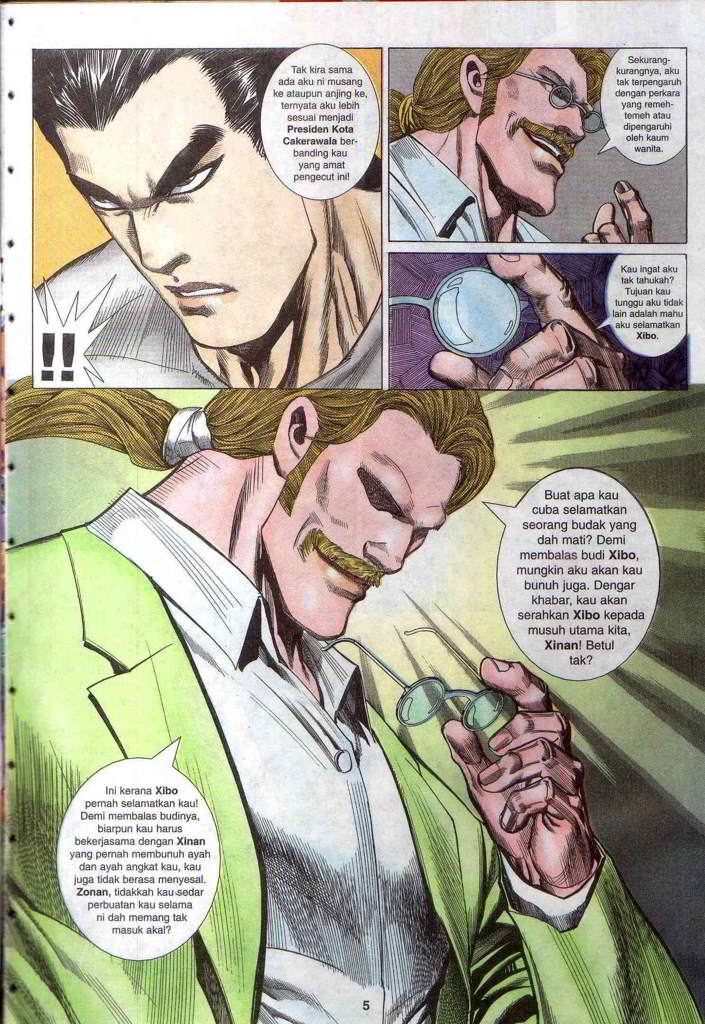 Tak kira sama
ada aku ni musang
ke ataupun anjing ke,
ternyata aku lebih
sesuai menjadi
Presiden Kota
Cakerawala ber-
banding kau
yang amat
pengecut ini!
!!
Sekurang-
kurangnya, aku
tak terpengaruh
dengan perkara
yang remeh-
temeh atau
dipengaruhi
oleh kaum
wanita.
Kau ingat aku
tak tahukah?
Tujuan kau
tunggu aku tidak
lain adalah mahu
aku selamatkan
Xibo.
Buat apa kau
cuba selamatkan
seorang budak yang
dah mati? Demi
membalas budi Xibo,
mungkin aku akan kau
bunuh juga. Dengar
khabar, kau akan
serahkan Xibo kepada
musuh utama kita,
Xinan! Betul
tak?
Ini kerana Xibo
pernah selamatkan kau!
Demi membalas budinya,
biarpun kau harus
bekerjasama dengan Xinan
yang pernah membunuh ayah
dan ayah angkat kau, kau
juga tidak berasa menyesal.
Zonan, tidakkah kau sedar
perbuatan kau selama
ni dah memang tak
masuk akal?
5